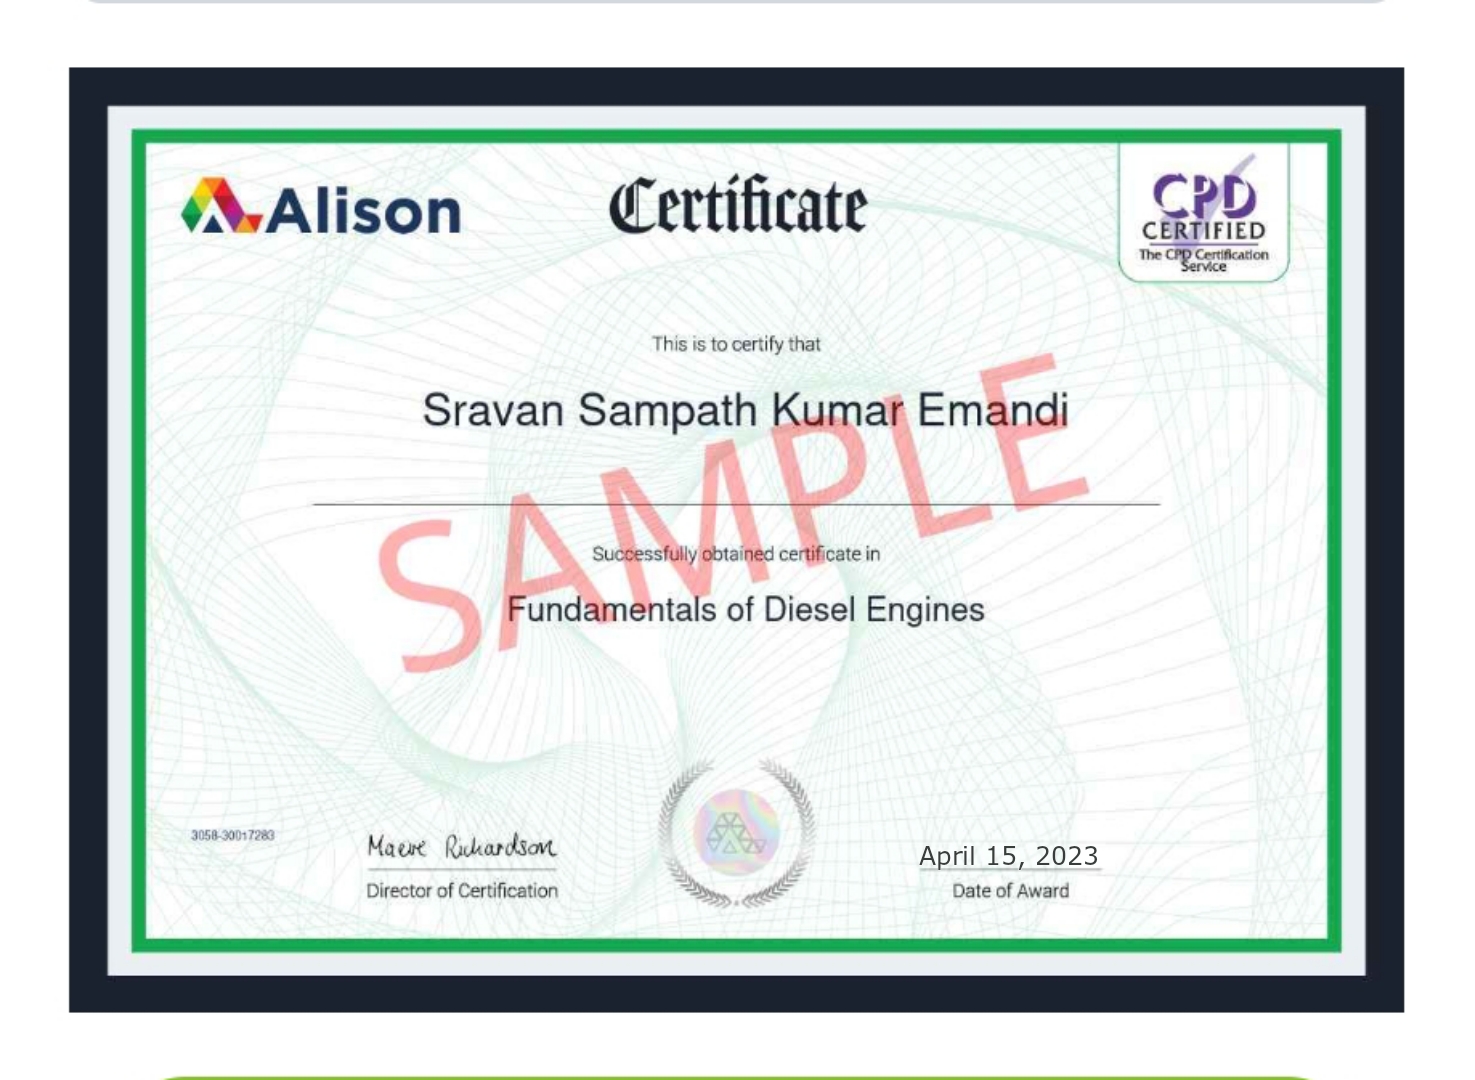 Alison
Certificate
CPD
CERTIFIED
The CPD Certification
Service
This is to certify that
Sravan Sampath Kumar Emandi
SAMPLE
Successfully obtained certificate in
Fundamentals of Diesel Engines
3058-30017283
Maeve Richardson
Director of Certification
April 15, 2023
Date of Award